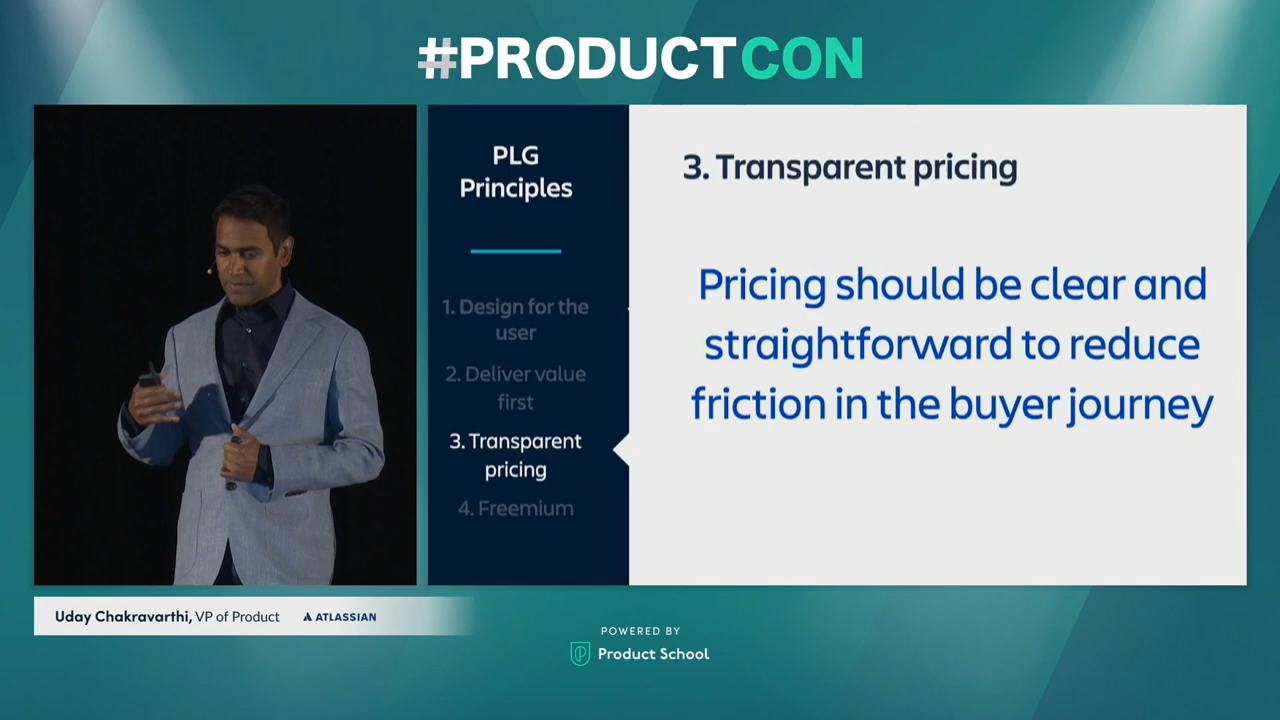 #PRODUCTCON
PLG
Principles
1. Design for the
user
2. Deliver value
first
3. Transparent
pricing
4. Freemium
3. Transparent pricing
Pricing should be clear and
straightforward to reduce
friction in the buyer journey
Uday Chakravarthi, VP of Product
ATLASSIAN
POWERED BY
Product School